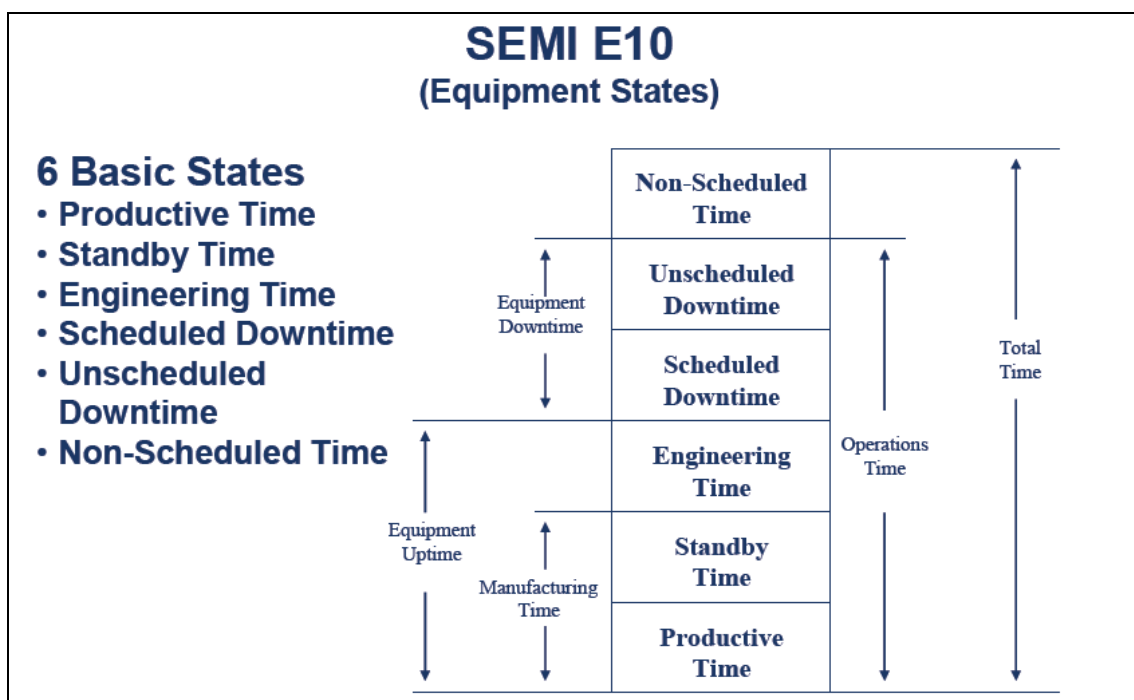 SEMI E10
(Equipment States)
6 Basic States
• Productive Time
• Standby Time
• Engineering Time
• Scheduled Downtime
• Unscheduled
Downtime
• Non-Scheduled Time
Non-Scheduled
Time
Unscheduled
Downtime
Scheduled
Downtime
Engineering
Time
Standby
Time
Productive
Time
Equipment
Downtime
Equipment
Uptime
Manufacturing
Time
Operations
Time
Total
Time